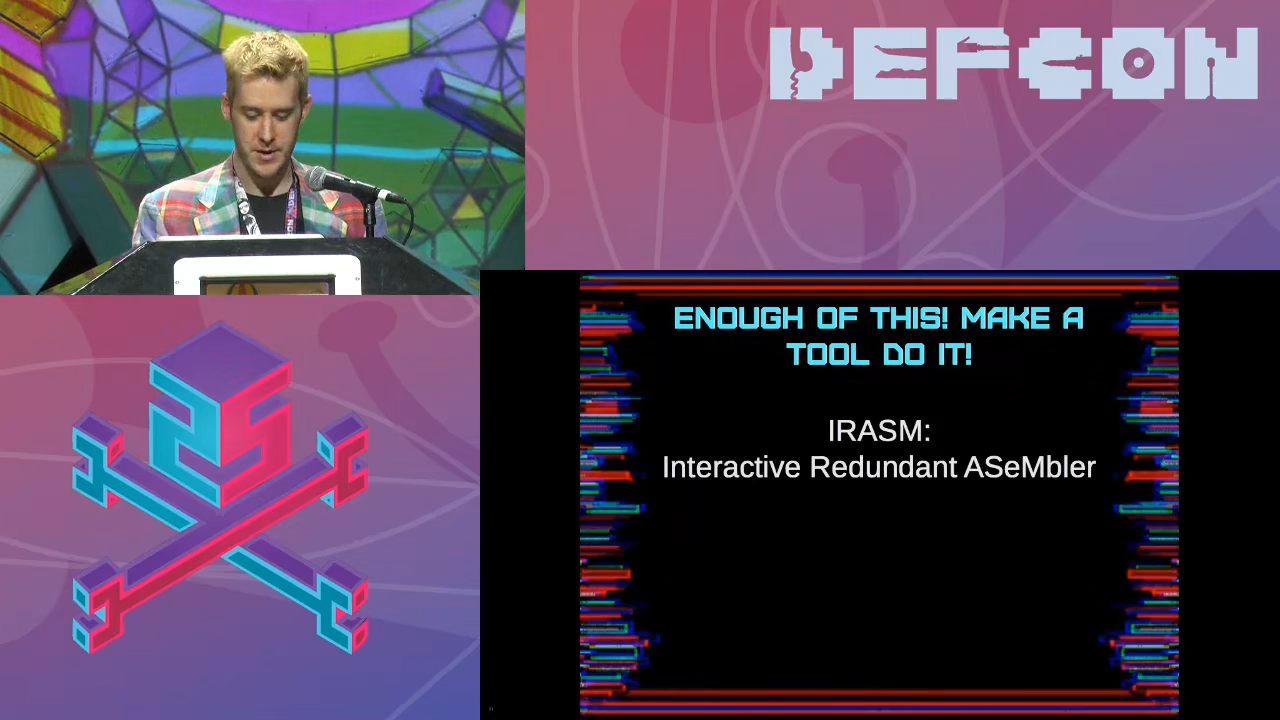 DEFCON
ENOUGH OF THIS! MAKE A
TOOL DO IT!
IRASM:
Interactive Redundant ASeMbler